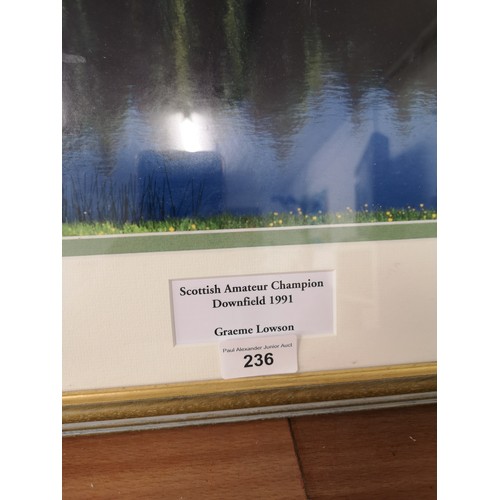 Scottish Amateur Champion
Downfield 1991
Graeme Lowson
Paul Alexander Junior Auct
236